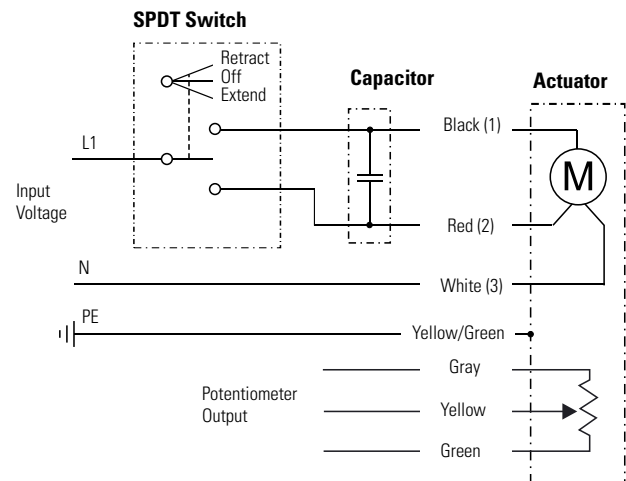 SPDT Switch
Retract
Off
Extend
Capacitor
Actuator
L1
Input
Voltage
Black (1)
M
Red (2)
N
White (3)
PE
Yellow/Green
Gray
Potentiometer
Output
Yellow
Green